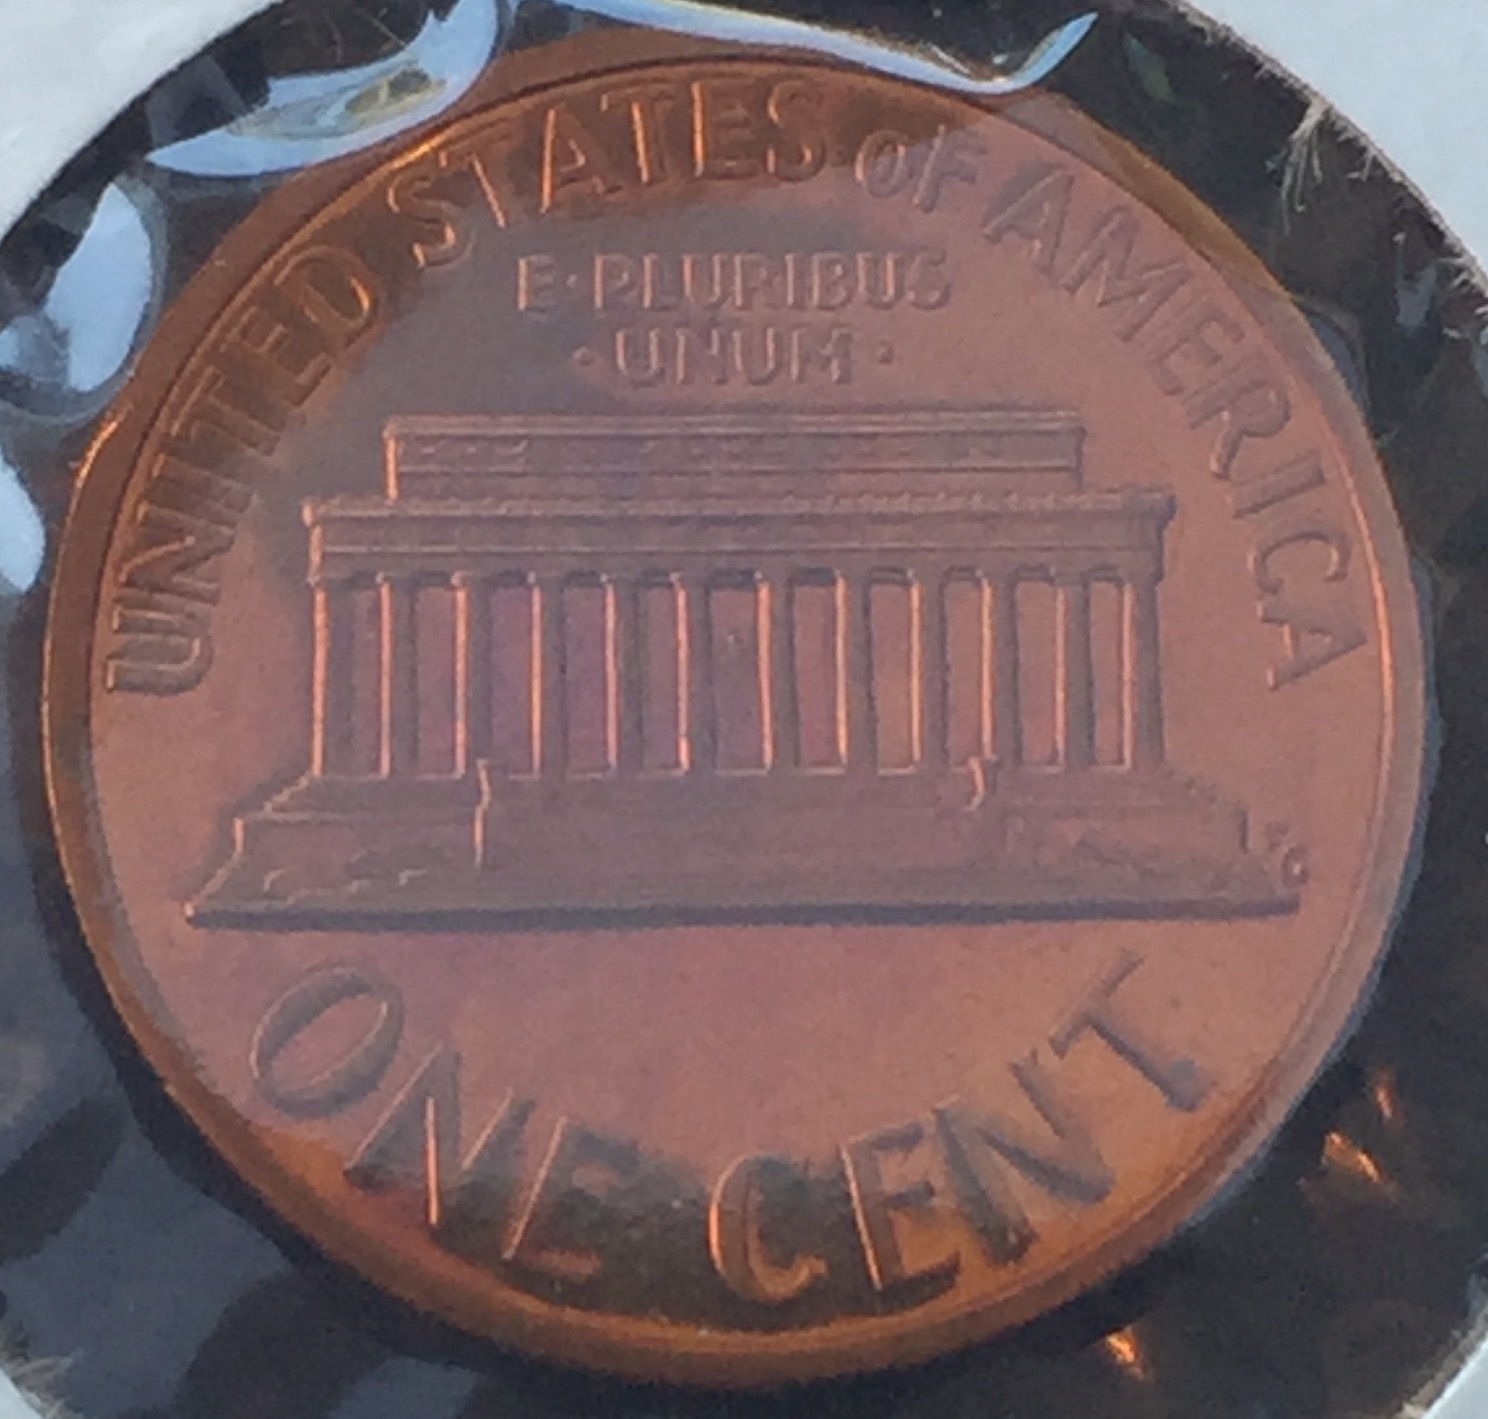 UNITED STATES OF AMERICA
E·PLURIBUS
·UNUM·
ONE CENT